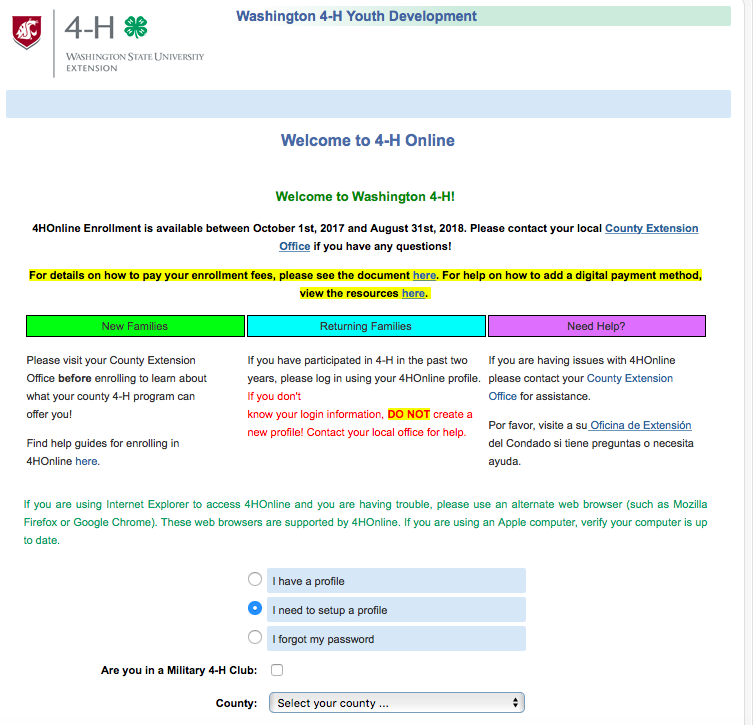 Washington 4-H Youth Development
4-H
WASHINGTON STATE UNIVERSITY
EXTENSION
Welcome to 4-H Online
Welcome to Washington 4-H!
4HOnline Enrollment is available between October 1st, 2017 and August 31st, 2018. Please contact your local County Extension
Office if you have any questions!
For details on how to pay your enrollment fees, please see the document here. For help on how to add a digital payment method,
view the resources here.
New Families
Please visit your County Extension
Office before enrolling to learn about
what your county 4-H program can
offer you!
Find help guides for enrolling in
4HOnline here.
Returning Families
If you have participated in 4-H in the past two
years, please log in using your 4HOnline profile.
If you don't
know your login information, DO NOT create a
new profile! Contact your local office for help.
Need Help?
If you are having issues with 4HOnline
please contact your County Extension
Office for assistance.
Por favor, visite a su Oficina de Extensión
del Condado si tiene preguntas o necesita
ayuda.
If you are using Internet Explorer to access 4HOnline and you are having trouble, please use an alternate web browser (such as Mozilla
Firefox or Google Chrome). These web browsers are supported by 4HOnline. If you are using an Apple computer, verify your computer is up
to date.
I have a profile
I need to setup a profile
I forgot my password
Are you in a Military 4-H Club:
County: Select your county ...